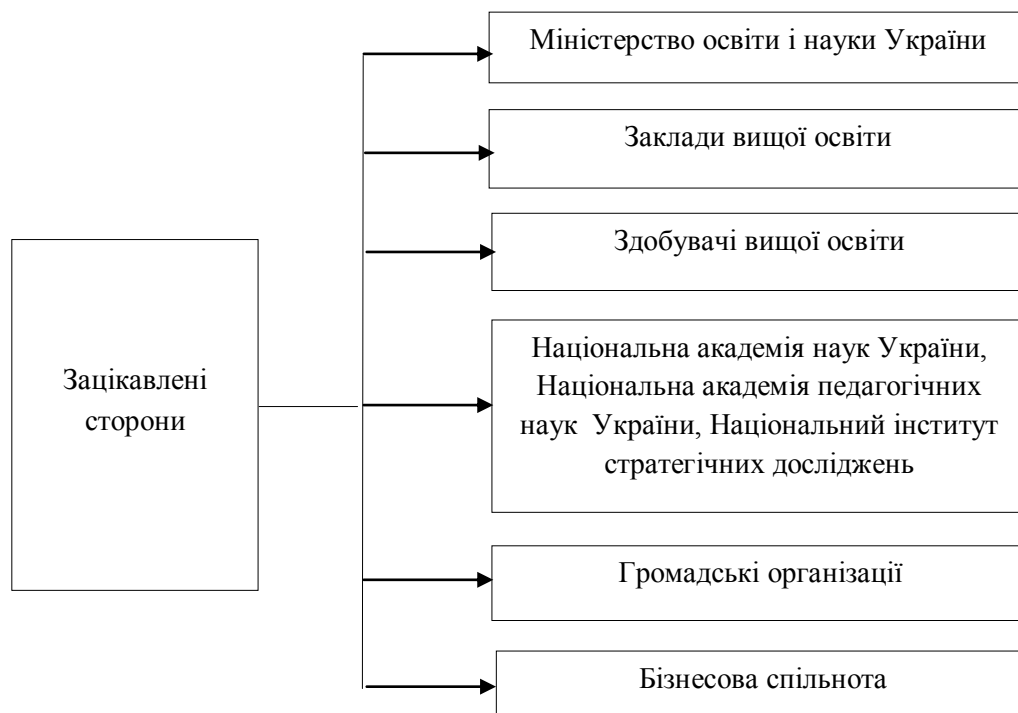 Міністерство освіти і науки України
Заклади вищої освіти
Здобувачі вищої освіти
Зацікавлені
сторони
Національна академія наук України,
Національна академія педагогічних
наук України, Національний інститут
стратегічних досліджень
Громадські організації
Бізнесова спільнота